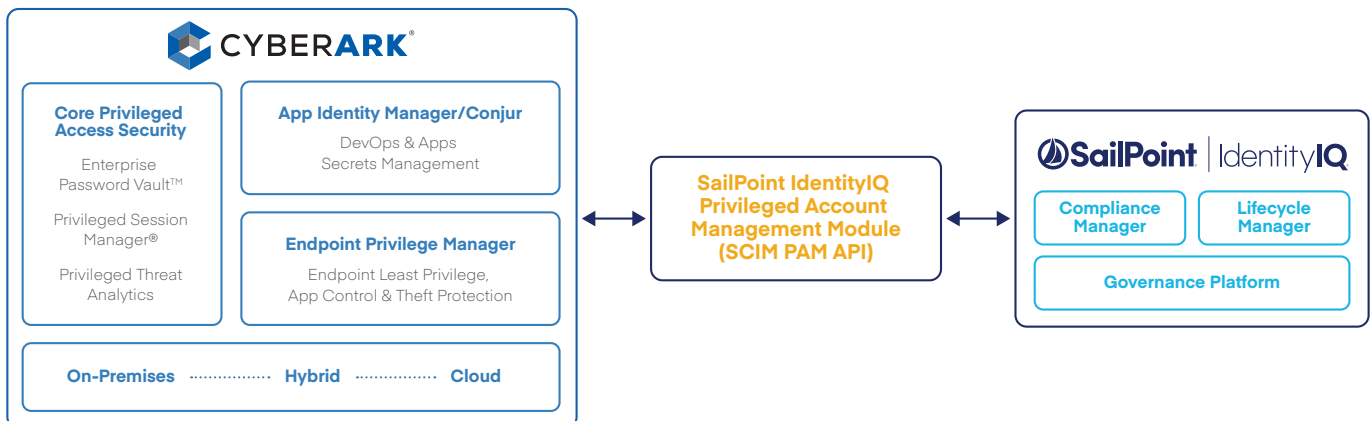 CYBERARK®
Core Privileged
Access Security
Enterprise
Password Vault™
Privileged Session
Manager®
Privileged Threat
Analytics
App Identity Manager/Conjur
DevOps & Apps
Secrets Management
Endpoint Privilege Manager
Endpoint Least Privilege,
App Control & Theft Protection
On-Premises
Hybrid
Cloud
SailPoint IdentityIQ
Privileged Account
Management Module
(SCIM PAM API)
SailPoint IdentityIQ
Compliance
Manager
Lifecycle
Manager
Governance Platform